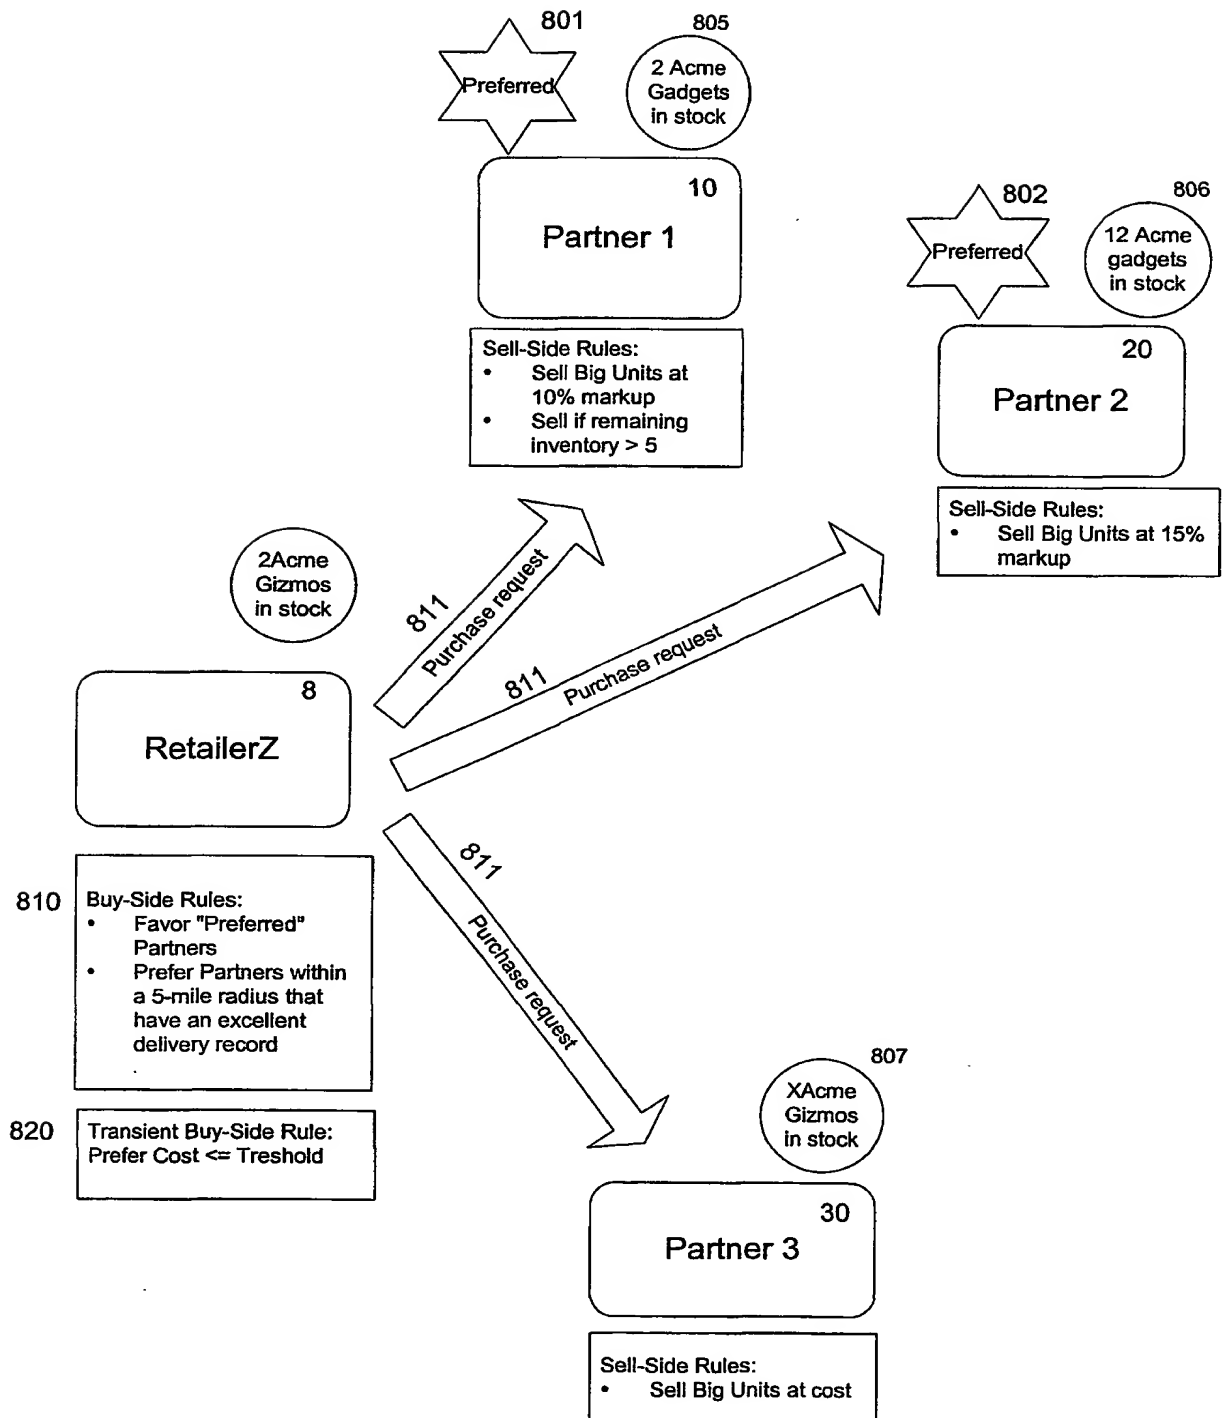 801
805
Preferred
2 Acme
Gadgets
in stock
10
Partner 1
802
806
Preferred
12 Acme
gadgets
in stock
20
Partner 2
Sell-Side Rules:
• Sell Big Units at
10% markup
• Sell if remaining
inventory > 5
Sell-Side Rules:
• Sell Big Units at 15%
markup
2Acme
Gizmos
in stock
811
Purchase request
811
Purchase request
8
RetailerZ
811
Purchase request
810
Buy-Side Rules:
• Favor "Preferred"
Partners
• Prefer Partners within
a 5-mile radius that
have an excellent
delivery record
820
Transient Buy-Side Rule:
Prefer Cost <= Treshold
807
XAcme
Gizmos
in stock
30
Partner 3
Sell-Side Rules:
• Sell Big Units at cost